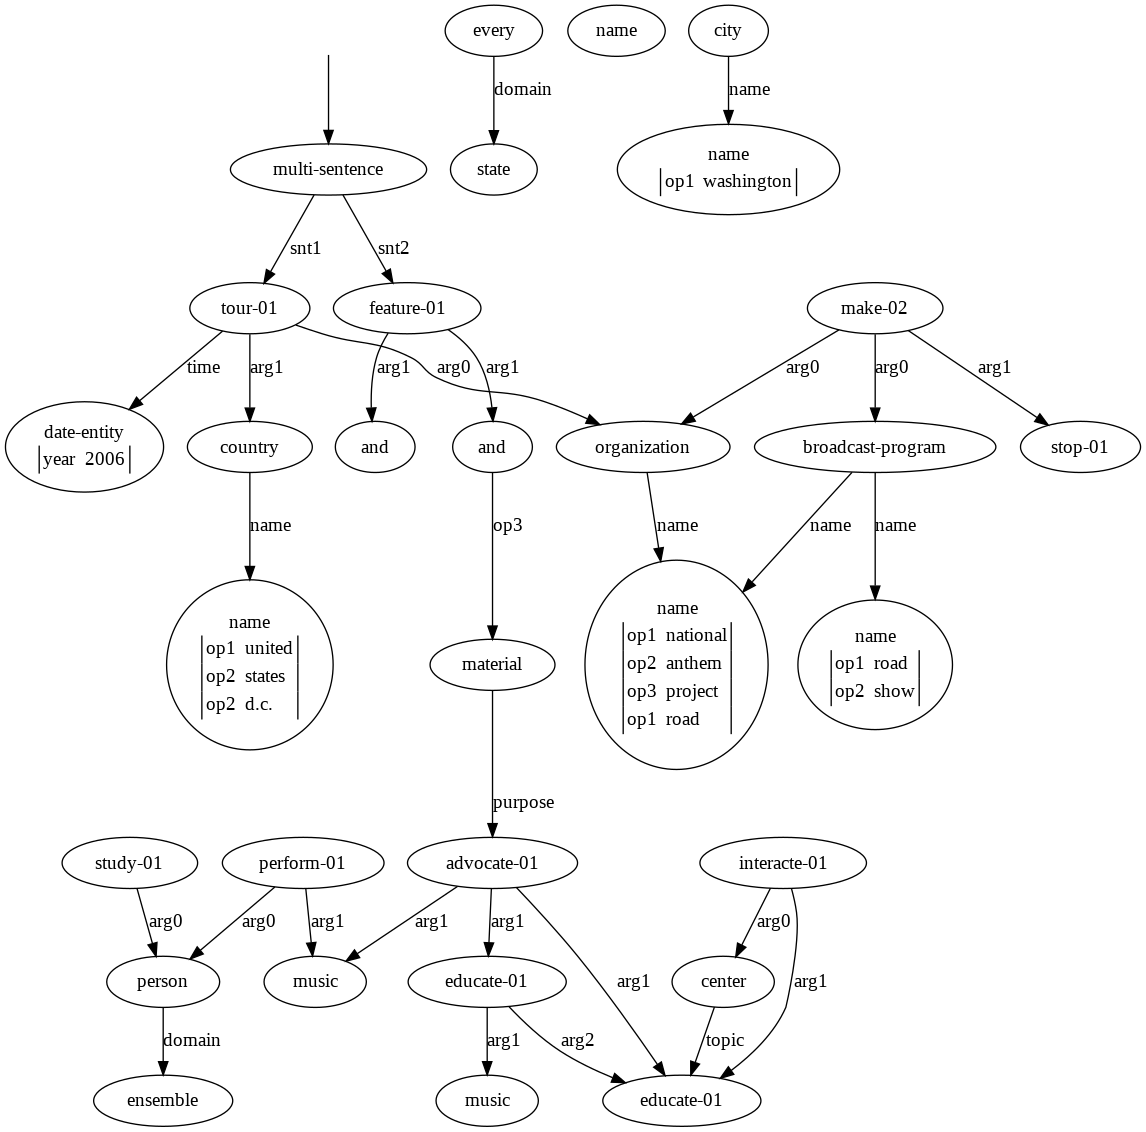 every
name
city
domain
name
multi-sentence
state
name
op1 washington
snt1
snt2
tour-01
feature-01
make-02
time
arg1
arg1
arg0
arg1
arg0
arg0
arg1
date-entity
year 2006
country
and
and
organization
broadcast-program
stop-01
name
op3
name
name
name
name
op1 united
op2 states
op2 d.c.
material
name
op1 national
op2 anthem
op3 project
op1 road
name
op1 road
op2 show
purpose
study-01
perform-01
advocate-01
interacte-01
arg0
arg0
arg1
arg1
arg1
arg1
arg0
arg1
person
music
educate-01
center
domain
arg1
arg2
topic
ensemble
music
educate-01